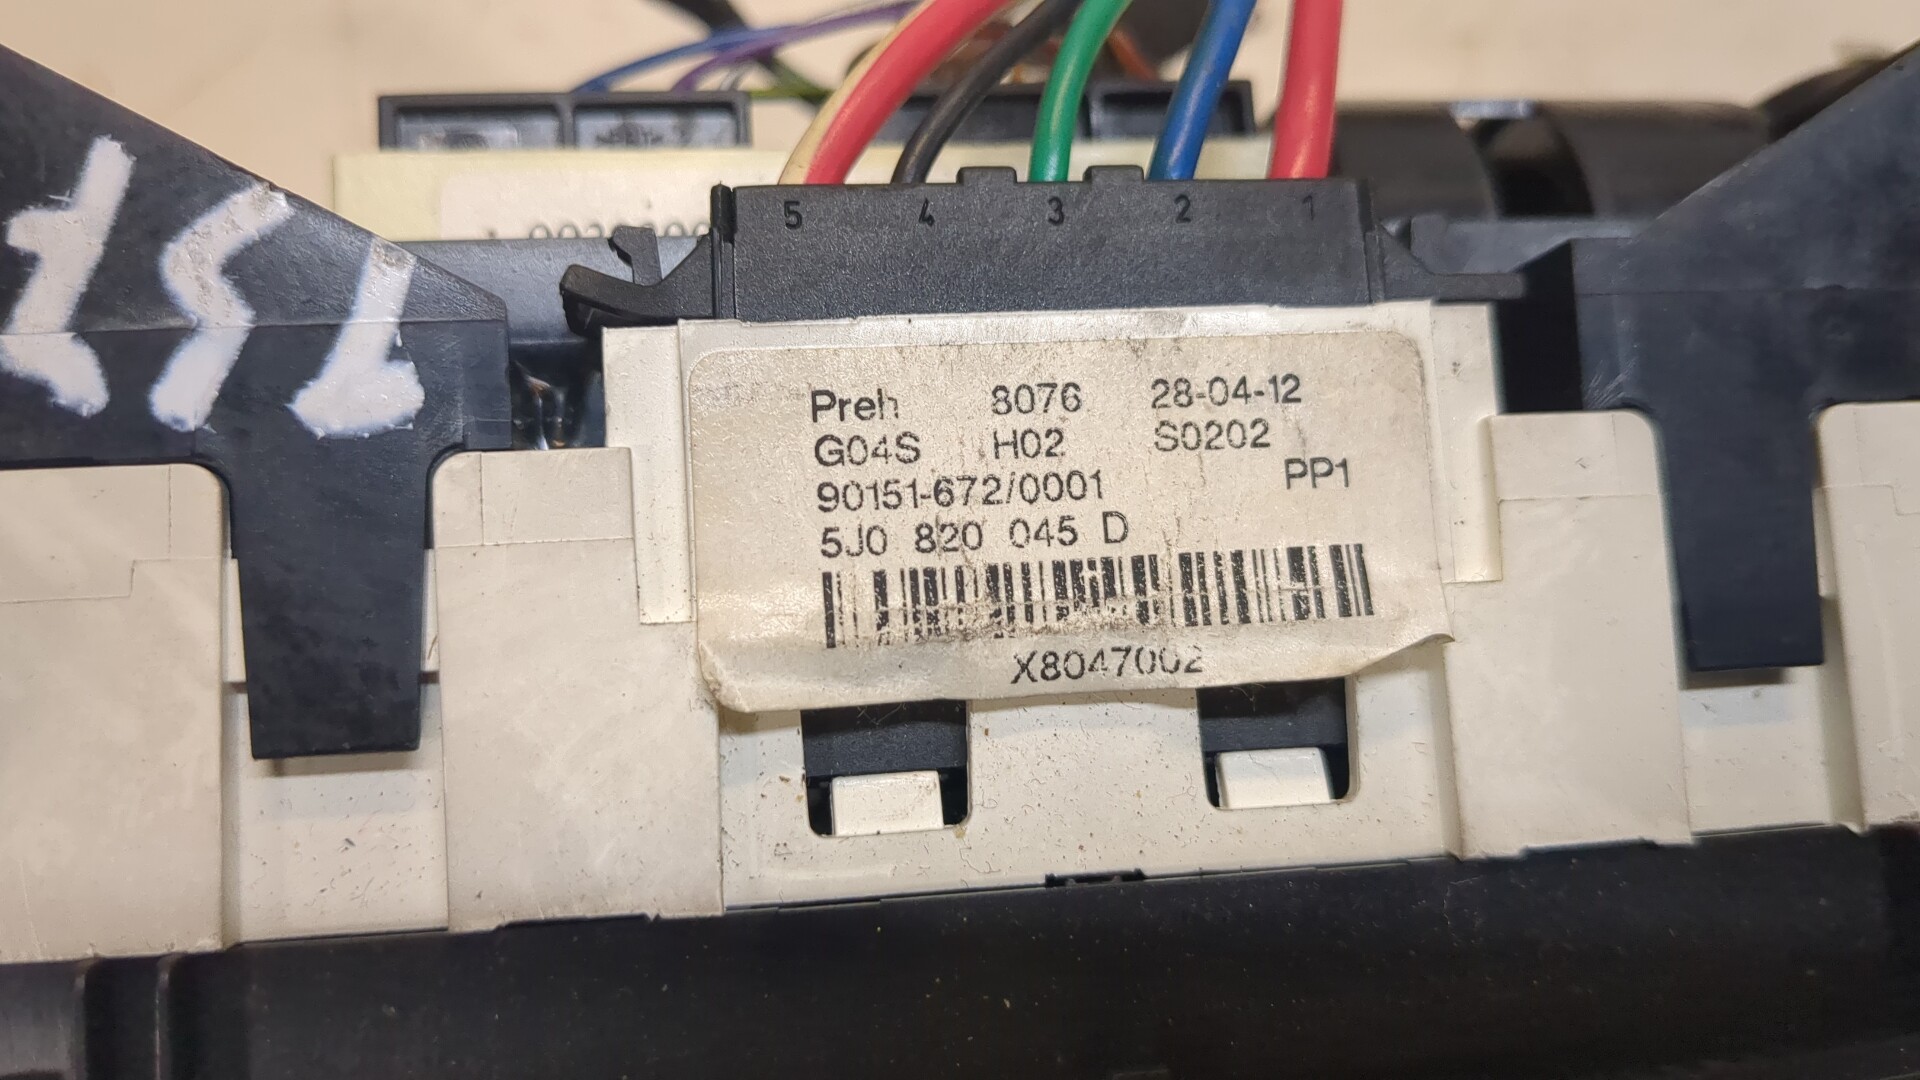 5 4 3 2 1
Preh 8076 28-04-12
G04S H02 S0202
90151-672/0001 PP1
5J0 820 045 D
X8047002